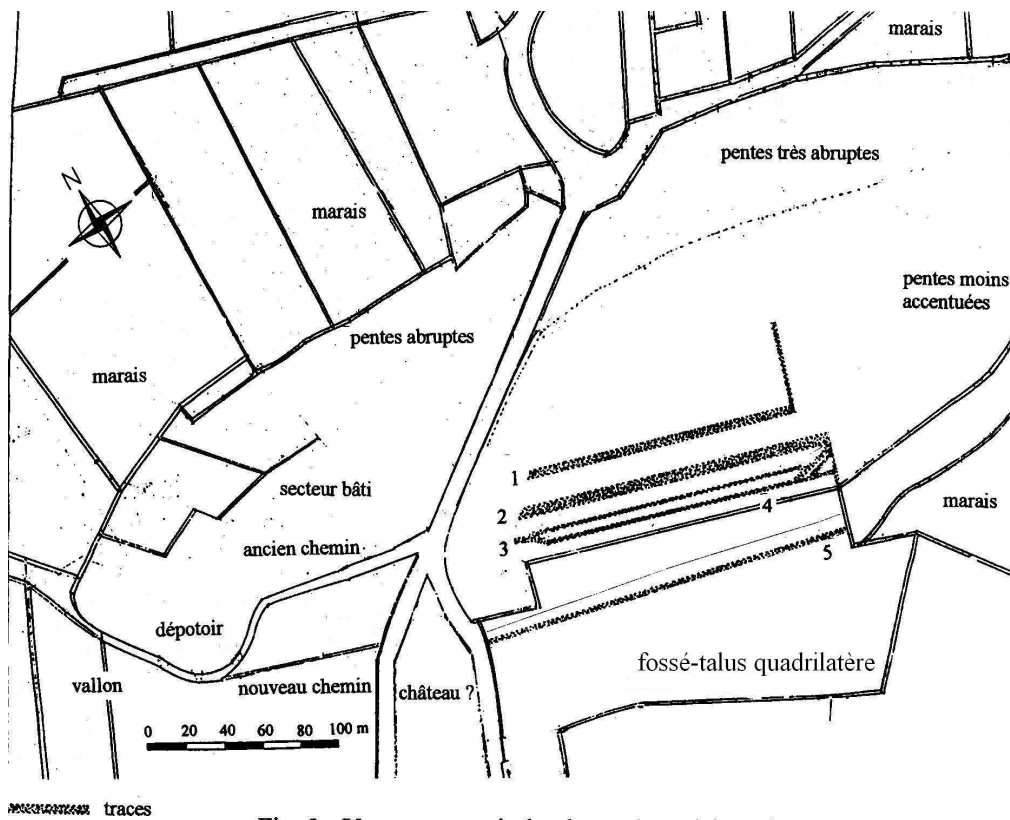 marais
pentes très abruptes
N
marais
pentes moins
accentuées
pentes abruptes
marais
1
secteur bâti
2
4
marais
3
ancien chemin
5
dépotoir
fossé-talus quadrilatère
vallon
nouveau chemin
château ?
0 20 40 60 80 100 m
traces